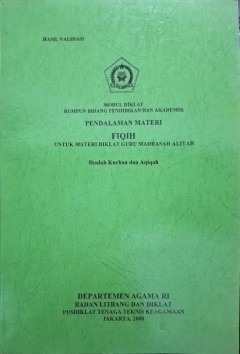 HASIL VALIDASI
MODUL DIKLAT
RUMPUN BIDANG PENDIDIKAN DAN AKADEMIK
PENDALAMAN MATERI
FIQIH
UNTUK MATERI DIKLAT GURU MADRASAH ALIYAH
Ibadah Kurban dan Aqiqah
DEPARTEMEN AGAMA RI
BADAN LITBANG DAN DIKLAT
PUSDIKLAT TENAGA TEKNIS KEAGAMAAN
JAKARTA, 2008